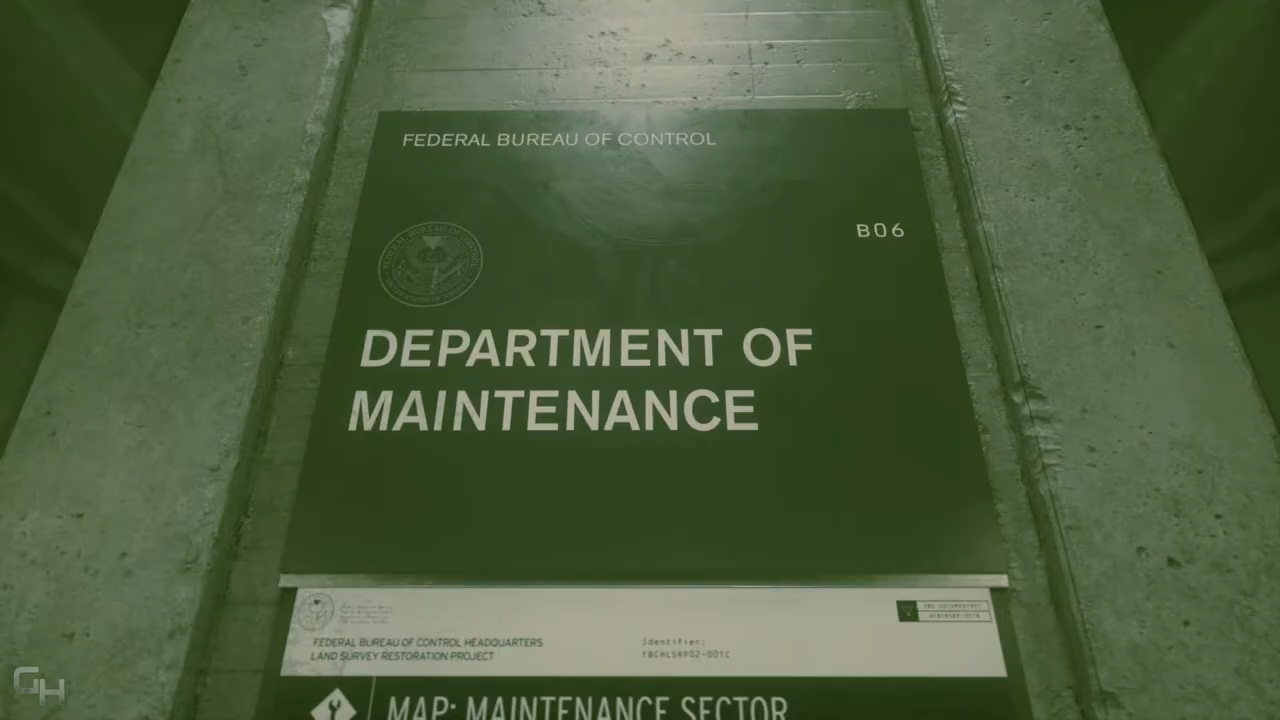 FEDERAL BUREAU OF CONTROL
B06
DEPARTMENT OF
MAINTENANCE
FEDERAL BUREAU OF CONTROL HEADQUARTERS
LAND SURVEY RESTORATION PROJECT
Identifier:
MAP: MAINTENANCE SECTOR
GH